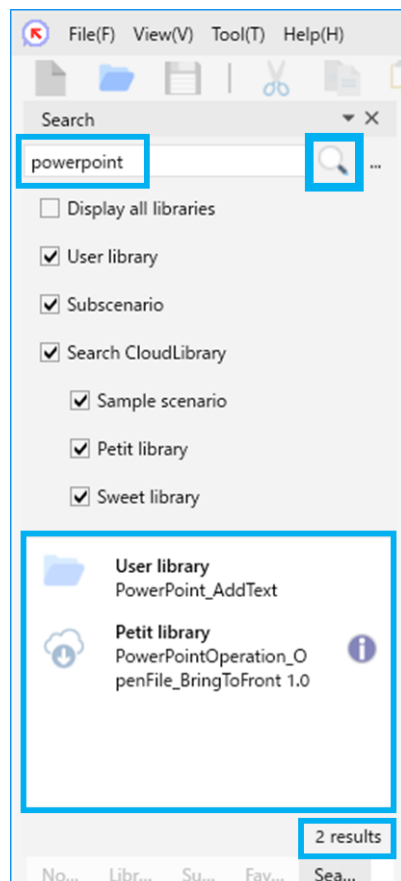 File(F) View(V) Tool(T) Help(H)
Search
powerpoint
...
Display all libraries
User library
Subscenario
Search CloudLibrary
Sample scenario
Petit library
Sweet library
User library
PowerPoint_AddText
Petit library
PowerPointOperation_O
penFile_BringToFront 1.0
2 results
No... Libr... Su... Fav... Sea...